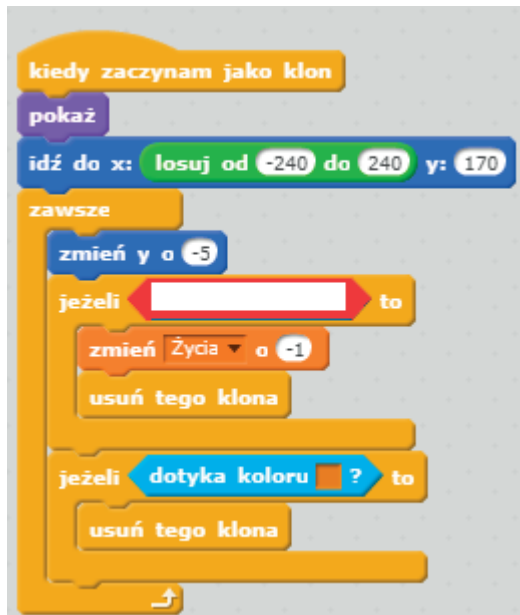 kiedy zaczynam jako klon
pokaż
idź do x: losuj od -240 do 240 y: 170
zawsze
zmień y o -5
jeżeli to
zmień Życia o -1
usuń tego klona
jeżeli dotyka koloru ? to
usuń tego klona